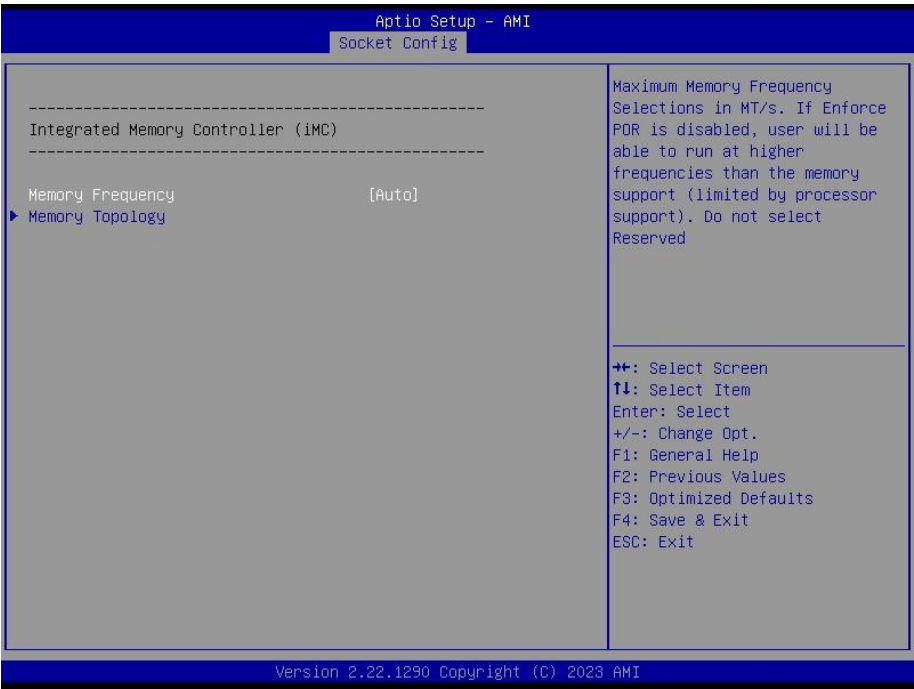 Aptio Setup - AMI
Socket Config
------------------------------------------------
Integrated Memory Controller (iMC)
------------------------------------------------
Memory Frequency [Auto]
Memory Topology
Maximum Memory Frequency
Selections in MT/s. If Enforce
POR is disabled, user will be
able to run at higher
frequencies than the memory
support (limited by processor
support). Do not select
Reserved
→←: Select Screen
↑↓: Select Item
Enter: Select
+/-: Change Opt.
F1: General Help
F2: Previous Values
F3: Optimized Defaults
F4: Save & Exit
ESC: Exit
Version 2.22.1290 Copyright (C) 2023 AMI